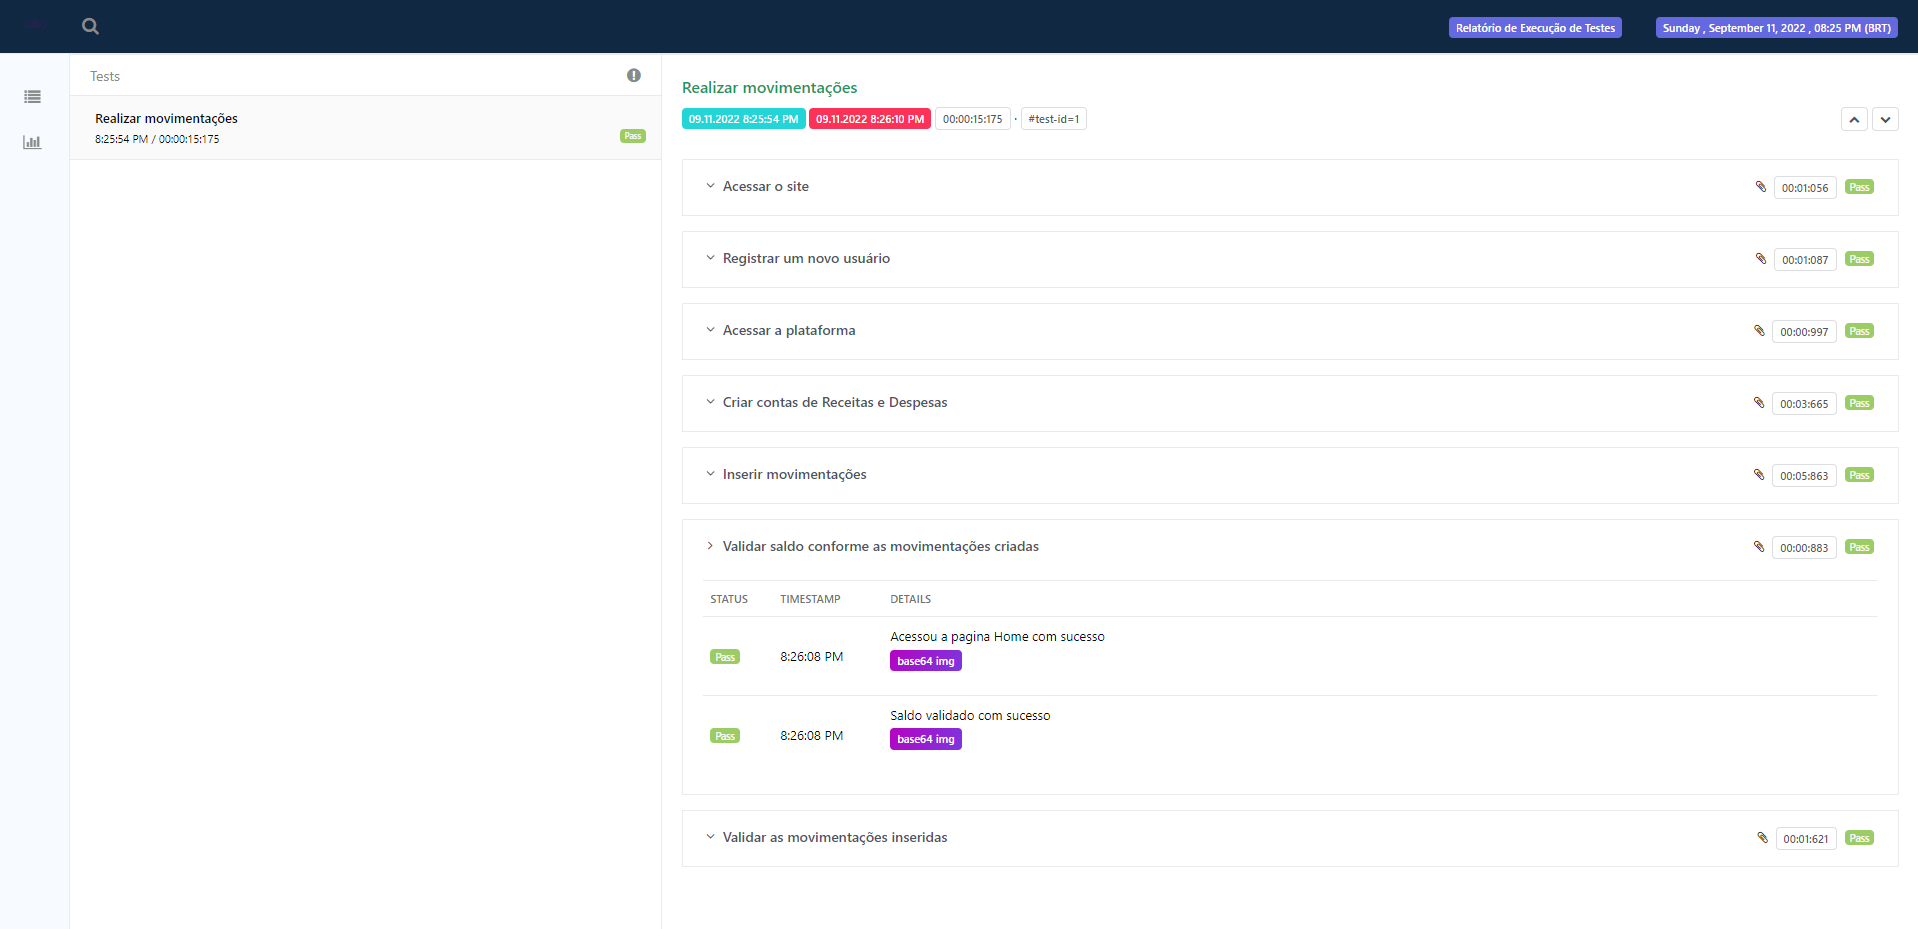 Relatório de Execução de Testes
Sunday , September 11, 2022 , 08:25 PM (BRT)
Tests
Realizar movimentações
8:25:54 PM / 00:00:15:175
Pass
Realizar movimentações
09.11.2022 8:25:54 PM 09.11.2022 8:26:10 PM 00:00:15:175 · #test-id=1
Acessar o site 00:01:056 Pass
Registrar um novo usuário 00:01:087 Pass
Acessar a plataforma 00:00:997 Pass
Criar contas de Receitas e Despesas 00:03:665 Pass
Inserir movimentações 00:05:863 Pass
Validar saldo conforme as movimentações criadas 00:00:883 Pass
STATUS TIMESTAMP DETAILS
Acessou a pagina Home com sucesso
Pass 8:26:08 PM
base64 img
Saldo validado com sucesso
Pass 8:26:08 PM
base64 img
Validar as movimentações inseridas 00:01:621 Pass